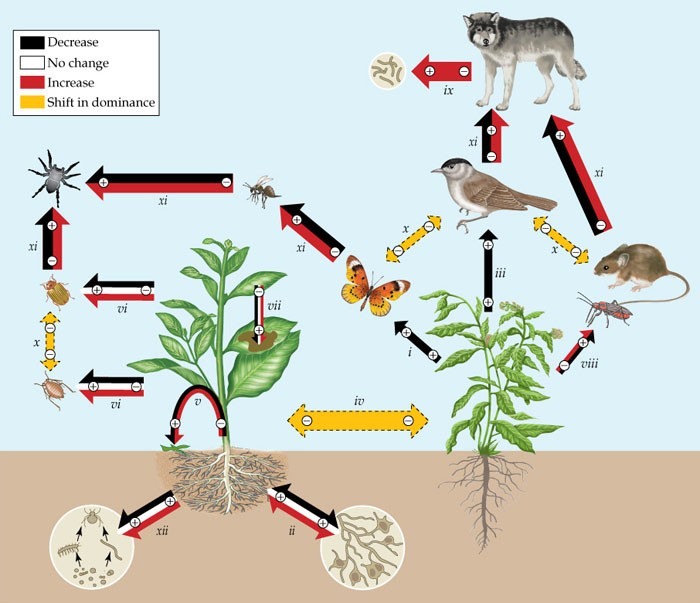 Decrease
No change
Increase
Shift in dominance
+ − ix
xi + −
+ − xi
+ − xi
+ − xi
− x −
− x −
xi + −
+ − vi
− vii +
+ − iii
− x −
+ i +
+ viii −
+ − vi
+ v −
− iv −
+ xii +
+ ii +